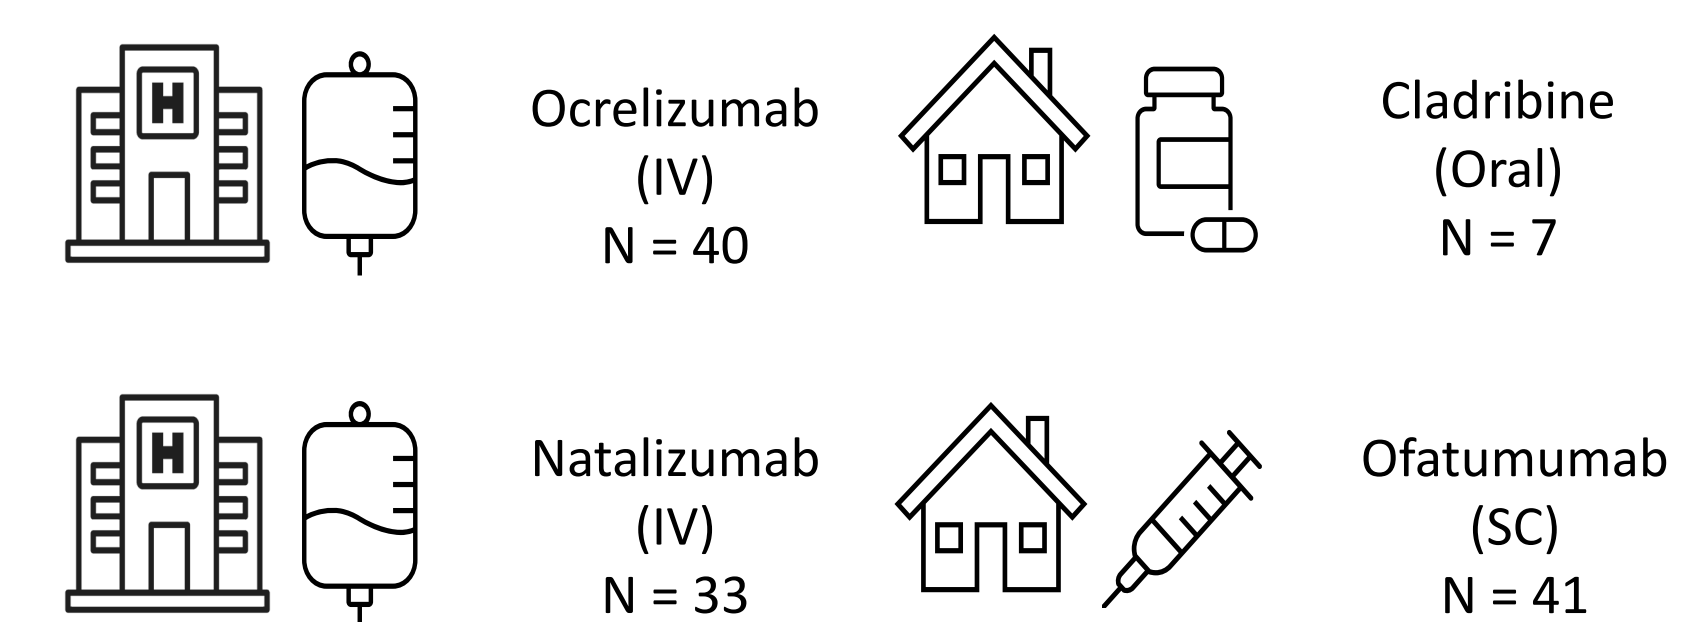 H
Ocrelizumab
(IV)
N = 40
Cladribine
(Oral)
N = 7
H
Natalizumab
(IV)
N = 33
Ofatumumab
(SC)
N = 41